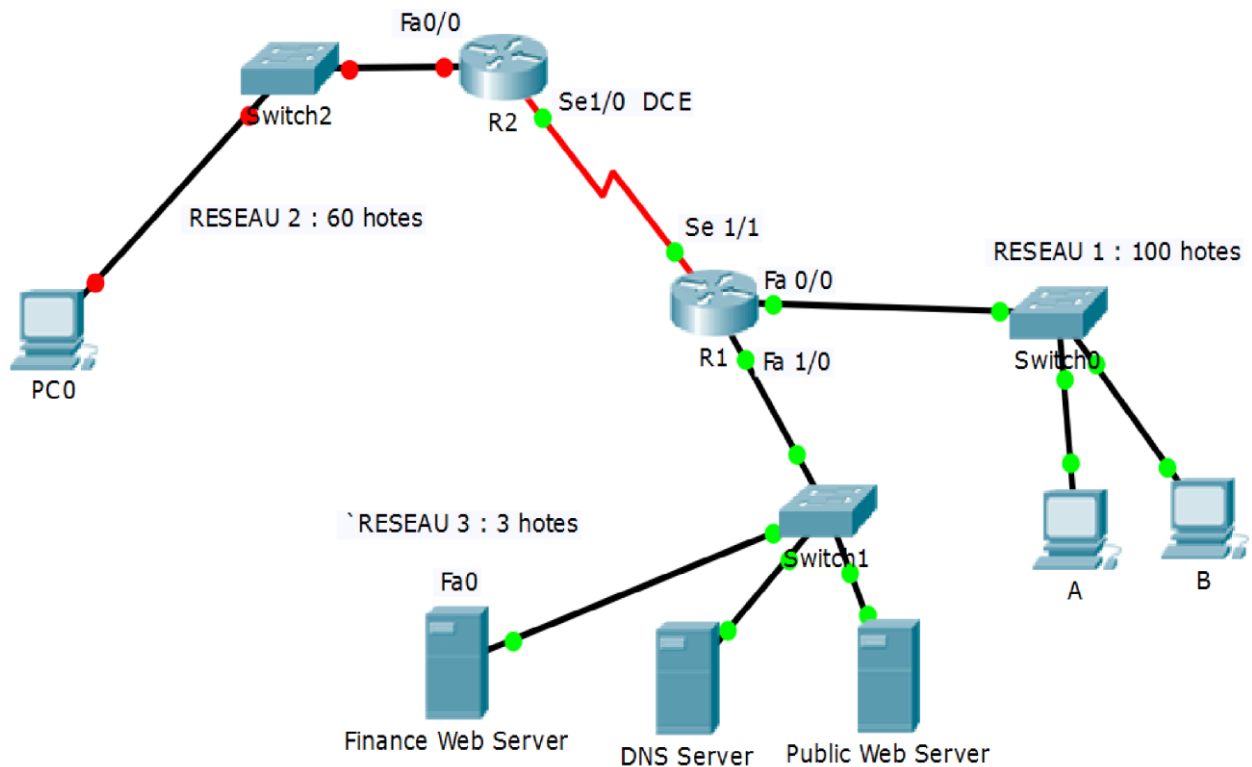 Fa0/0
Switch2
R2
Se1/0 DCE
RESEAU 2 : 60 hotes
Se 1/1
RESEAU 1 : 100 hotes
Fa 0/0
PC0
R1
Fa 1/0
Switch0
`RESEAU 3 : 3 hotes
Switch1
Fa0
A
B
Finance Web Server
DNS Server
Public Web Server